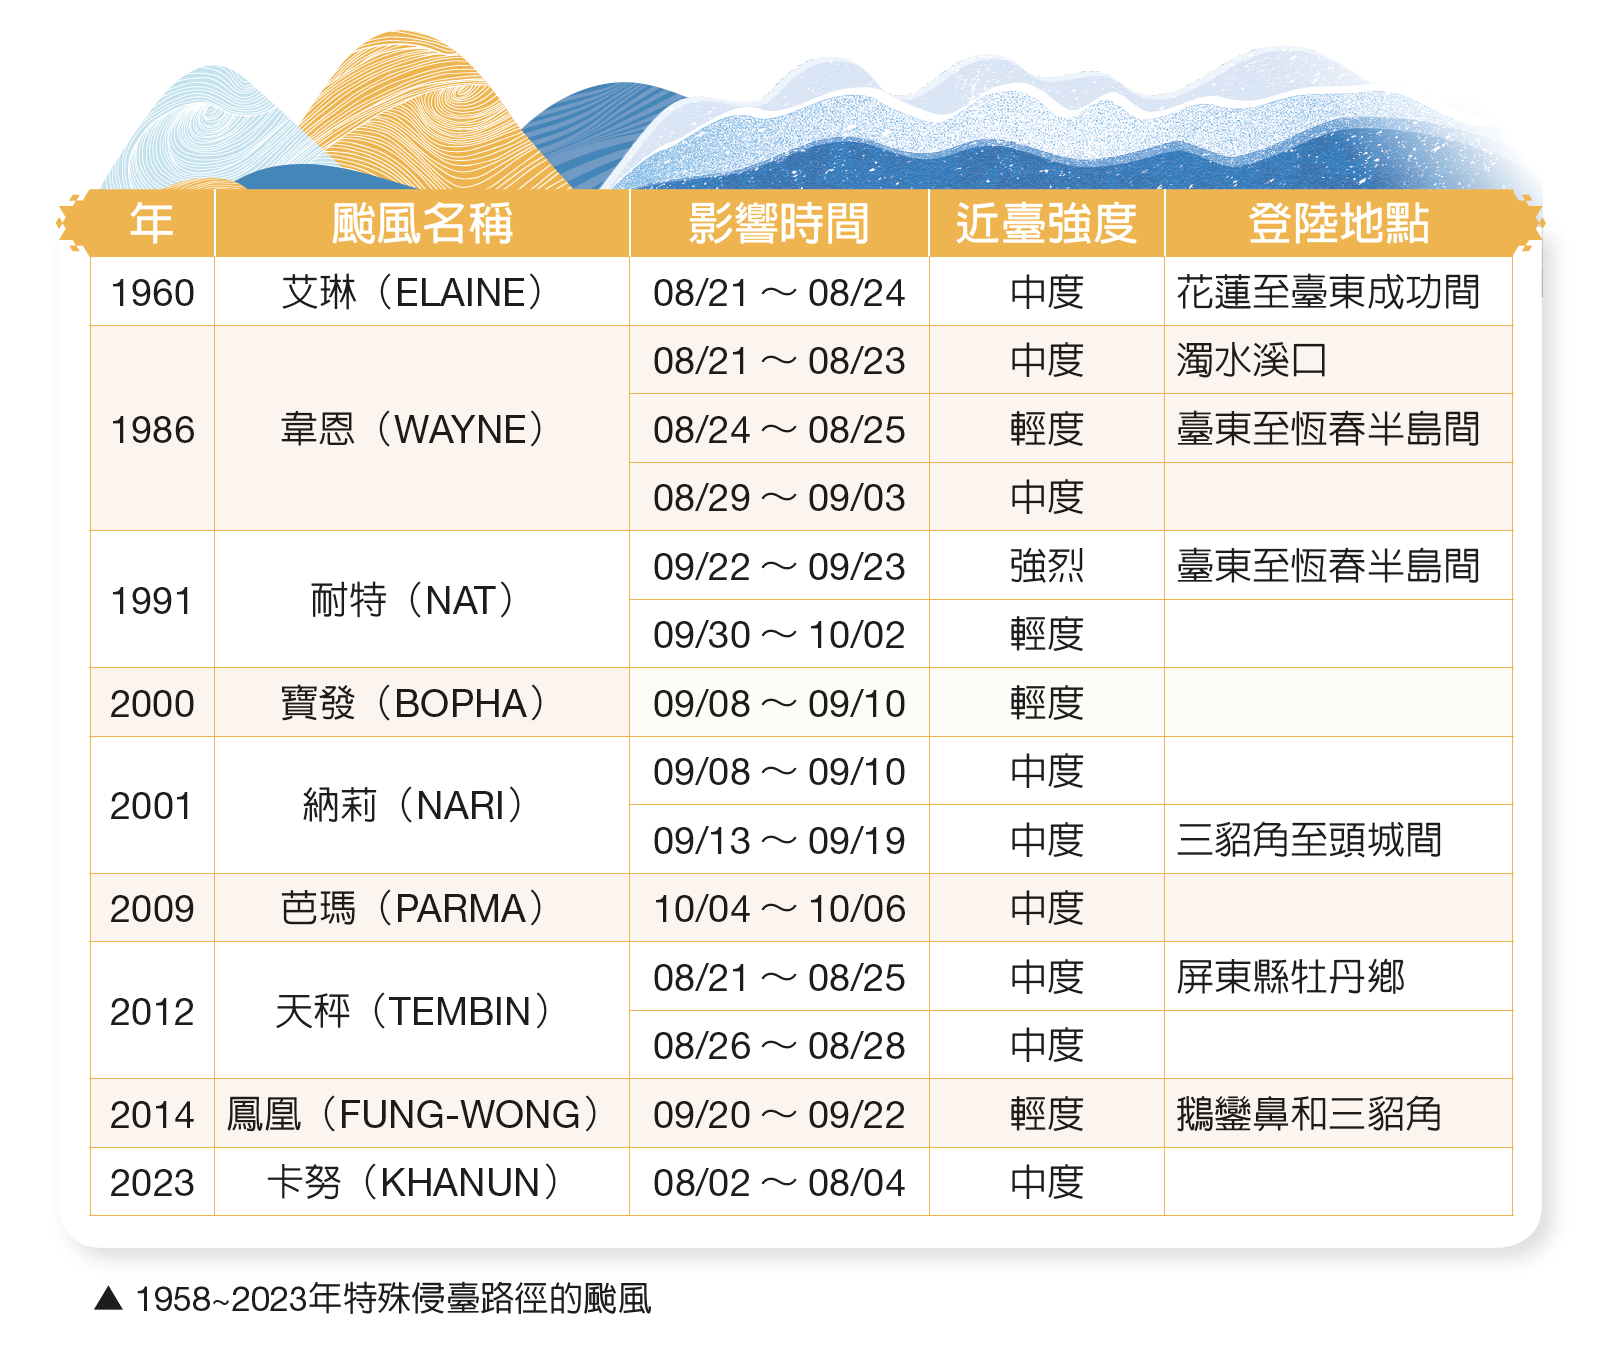 年 颱風名稱 影響時間 近臺強度 登陸地點
1960 艾琳（ELAINE） 08/21 ～ 08/24 中度 花蓮至臺東成功間
1986 韋恩（WAYNE） 08/21 ～ 08/23 中度 濁水溪口
08/24 ～ 08/25 輕度 臺東至恆春半島間
08/29 ～ 09/03 中度
1991 耐特（NAT） 09/22 ～ 09/23 強烈 臺東至恆春半島間
09/30 ～ 10/02 輕度
2000 寶發（BOPHA） 09/08 ～ 09/10 輕度
2001 納莉（NARI） 09/08 ～ 09/10 中度
09/13 ～ 09/19 中度 三貂角至頭城間
2009 芭瑪（PARMA） 10/04 ～ 10/06 中度
2012 天秤（TEMBIN） 08/21 ～ 08/25 中度 屏東縣牡丹鄉
08/26 ～ 08/28 中度
2014 鳳凰（FUNG-WONG） 09/20 ～ 09/22 輕度 鵝鑾鼻和三貂角
2023 卡努（KHANUN） 08/02 ～ 08/04 中度
▲ 1958~2023年特殊侵臺路徑的颱風